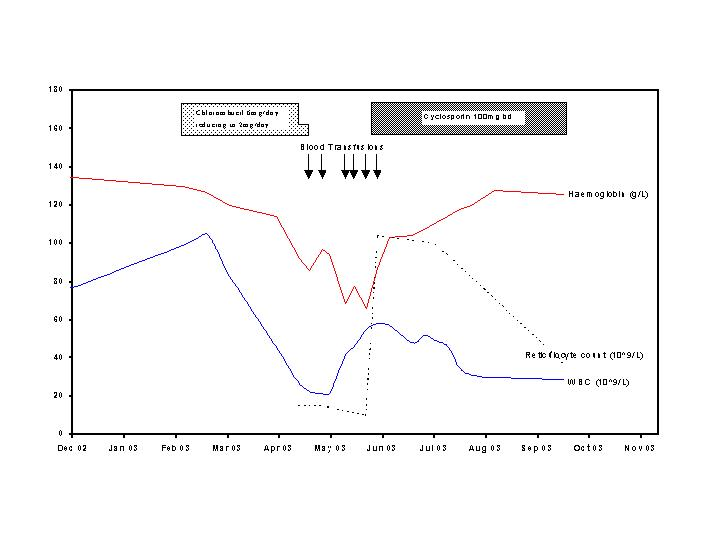 180
160
140
120
100
80
60
40
20
0
Chlorambucil 6mg/day
reducing to 2mg/day
Cyclosporin 100mg bd
Blood Transfusions
Haemoglobin (g/L)
Reticulocyte count (10^9/L)
WBC (10^9/L)
Dec 02 Jan 03 Feb 03 Mar 03 Apr 03 May 03 Jun 03 Jul 03 Aug 03 Sep 03 Oct 03 Nov 03